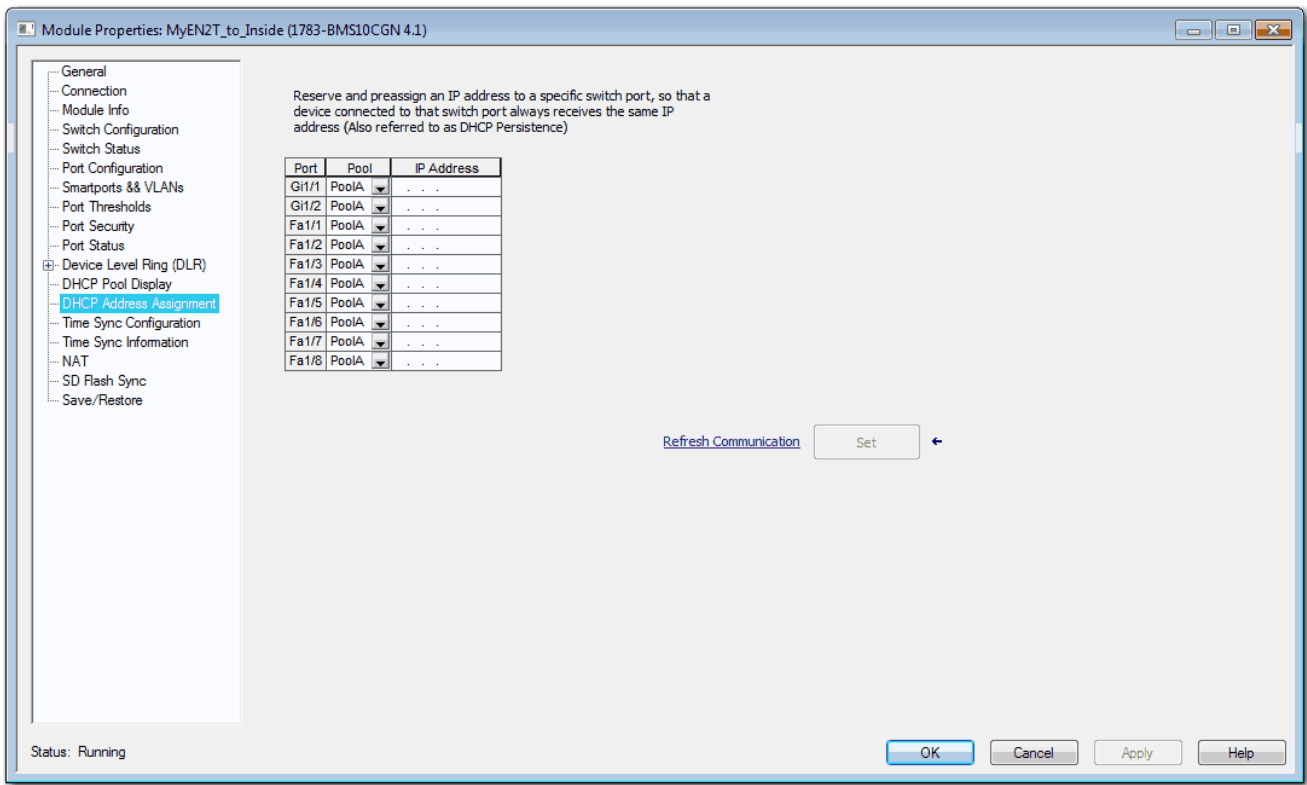 Module Properties: MyEN2T_to_Inside (1783-BMS10CGN 4.1)
General
Connection
Module Info
Switch Configuration
Switch Status
Port Configuration
Smartports && VLANs
Port Thresholds
Port Security
Port Status
Device Level Ring (DLR)
DHCP Pool Display
DHCP Address Assignment
Time Sync Configuration
Time Sync Information
NAT
SD Flash Sync
Save/Restore
Reserve and preassign an IP address to a specific switch port, so that a
device connected to that switch port always receives the same IP
address (Also referred to as DHCP Persistence)
Port Pool IP Address
Gi1/1 PoolA . . .
Gi1/2 PoolA . . .
Fa1/1 PoolA . . .
Fa1/2 PoolA . . .
Fa1/3 PoolA . . .
Fa1/4 PoolA . . .
Fa1/5 PoolA . . .
Fa1/6 PoolA . . .
Fa1/7 PoolA . . .
Fa1/8 PoolA . . .
Refresh Communication Set
Status: Running
OK Cancel Apply Help